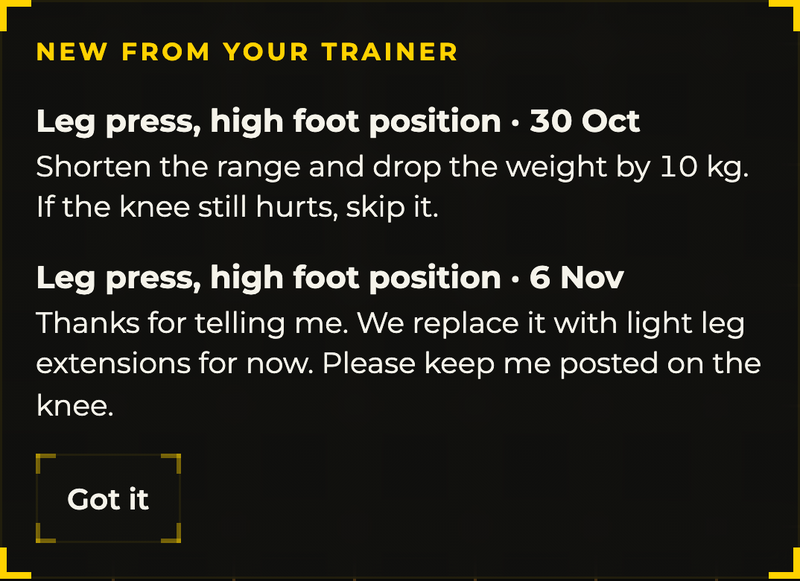 NEW FROM YOUR TRAINER
Leg press, high foot position · 30 Oct
Shorten the range and drop the weight by 10 kg.
If the knee still hurts, skip it.
Leg press, high foot position · 6 Nov
Thanks for telling me. We replace it with light leg
extensions for now. Please keep me posted on the
knee.
Got it